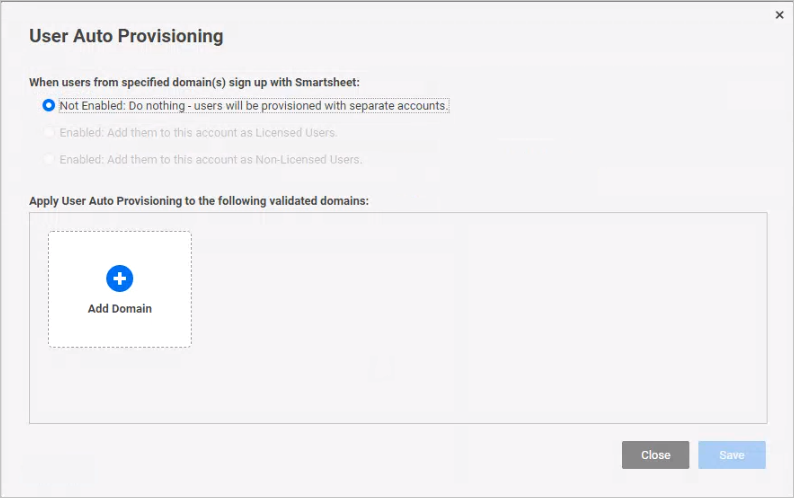 User Auto Provisioning
When users from specified domain(s) sign up with Smartsheet:
Not Enabled: Do nothing - users will be provisioned with separate accounts.
Enabled: Add them to this account as Licensed Users.
Enabled: Add them to this account as Non-Licensed Users.
Apply User Auto Provisioning to the following validated domains:
Add Domain
Close
Save